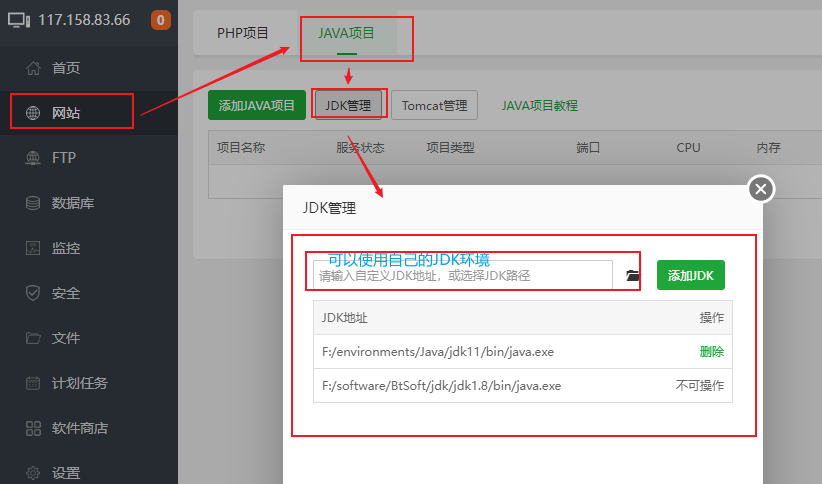 117.158.83.66 0
首页
网站
FTP
数据库
监控
安全
文件
计划任务
软件商店
设置
PHP项目 JAVA项目
添加JAVA项目 JDK管理 Tomcat管理 JAVA项目教程
项目名称 服务状态 项目类型 端口 CPU 内存
JDK管理
可以使用自己的JDK环境
请输入自定义JDK地址，或选择JDK路径 添加JDK
JDK地址 操作
F:/environments/Java/jdk11/bin/java.exe 删除
F:/software/BtSoft/jdk/jdk1.8/bin/java.exe 不可操作